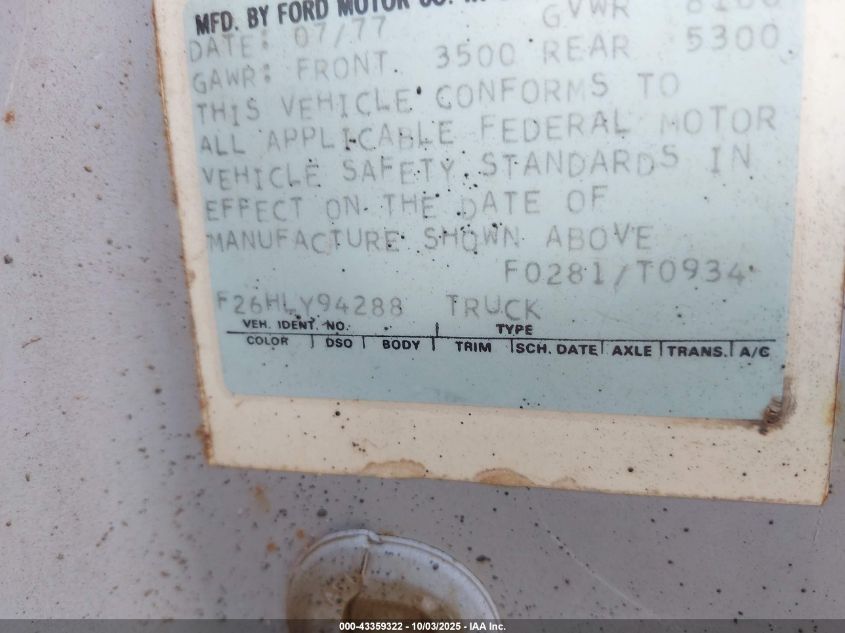 MFD. BY FORD MOTOR CO.
DATE: 07/77 GVWR 8100
GAWR: FRONT. 3500 REAR 5300
THIS VEHICLE CONFORMS TO
ALL APPLICABLE FEDERAL MOTOR
VEHICLE SAFETY STANDARDS IN
EFFECT ON THE DATE OF
MANUFACTURE SHOWN ABOVE
F0281/T0934
F26HLY94288 TRUCK
VEH. IDENT. NO. TYPE
COLOR DSO BODY TRIM SCH. DATE AXLE TRANS. A/C
000-43359322 - 10/03/2025 - IAA Inc.